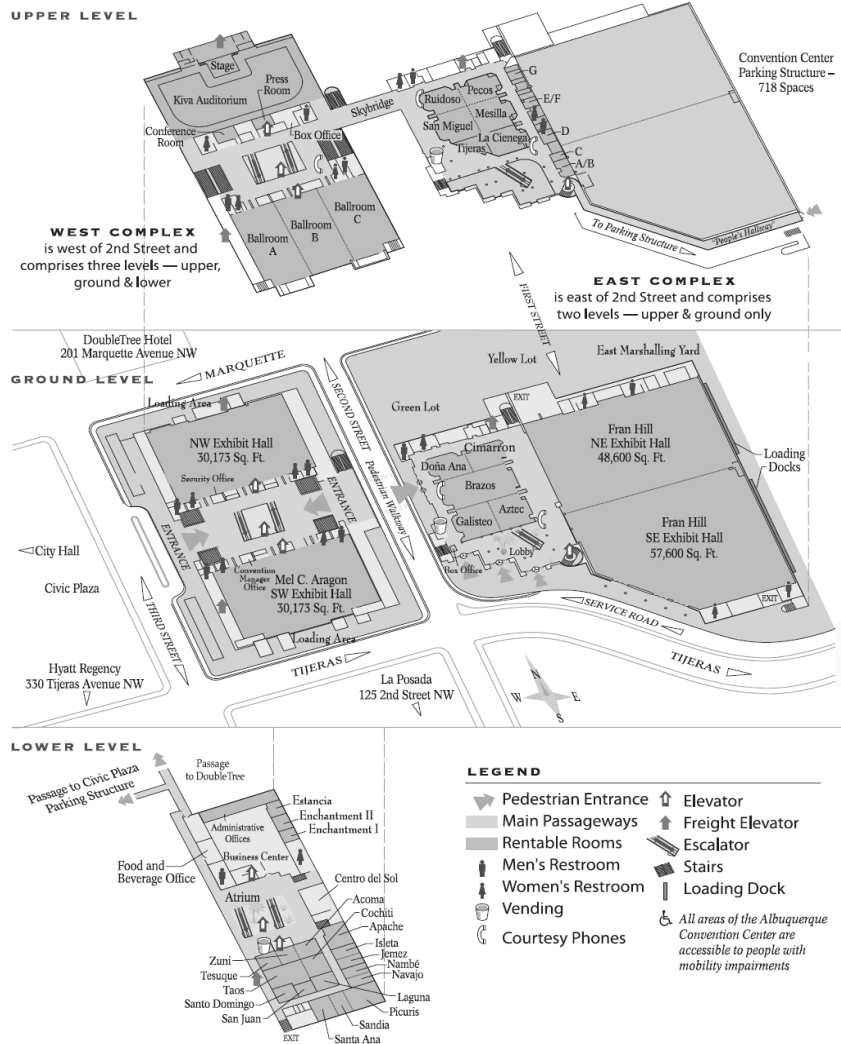 UPPER LEVEL
Stage
Press
Room
Kiva Auditorium
Conference
Room
Box Office
Skybridge
Ballroom
A
Ballroom
B
Ballroom
C
Ruidoso
Pecos
Mesilla
San Miguel
La Cienega
Tijeras
G
E/F
D
C
A/B
Convention Center
Parking Structure –
718 Spaces
To Parking Structure
"People's Hallway"
WEST COMPLEX
is west of 2nd Street and
comprises three levels — upper,
ground & lower
EAST COMPLEX
is east of 2nd Street and comprises
two levels — upper & ground only
FIRST STREET
DoubleTree Hotel
201 Marquette Avenue NW
GROUND LEVEL
MARQUETTE
SECOND STREET
Pedestrian Walkway
Loading Area
NW Exhibit Hall
30,173 Sq. Ft.
Security Office
ENTRANCE
ENTRANCE
Convention
Manager
Office
Mel C. Aragon
SW Exhibit Hall
30,173 Sq. Ft.
Loading Area
THIRD STREET
TIJERAS
City Hall
Civic Plaza
Hyatt Regency
330 Tijeras Avenue NW
La Posada
125 2nd Street NW
Yellow Lot
East Marshalling Yard
Green Lot
EXIT
Cimarron
Doña Ana
Brazos
Aztec
Galisteo
Lobby
Box Office
Fran Hill
NE Exhibit Hall
48,600 Sq. Ft.
Loading
Docks
Fran Hill
SE Exhibit Hall
57,600 Sq. Ft.
EXIT
SERVICE ROAD
TIJERAS
N
W
E
S
LOWER LEVEL
Passage to Civic Plaza
Parking Structure
Passage
to DoubleTree
Administrative
Offices
Business Center
Food and
Beverage Office
Atrium
Estancia
Enchantment II
Enchantment I
Centro del Sol
Acoma
Cochiti
Apache
Isleta
Jemez
Nambé
Navajo
Laguna
Picuris
Sandia
Santa Ana
Zuni
Tesuque
Taos
Santo Domingo
San Juan
EXIT
LEGEND
Pedestrian Entrance
Main Passageways
Rentable Rooms
Men's Restroom
Women's Restroom
Vending
Courtesy Phones
Elevator
Freight Elevator
Escalator
Stairs
Loading Dock
All areas of the Albuquerque
Convention Center are
accessible to people with
mobility impairments